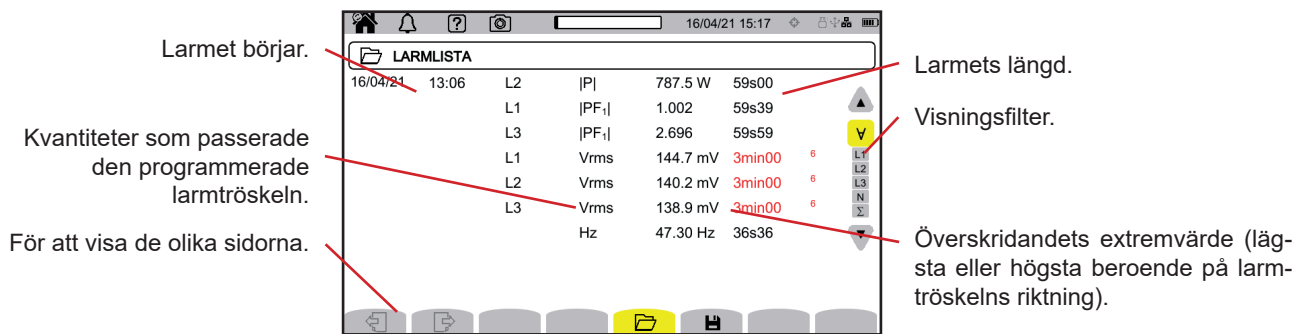 16/04/21 15:17
LARMLISTA
16/04/21 13:06 L2 |P| 787.5 W 59s00
L1 |PF₁| 1.002 59s39
L3 |PF₁| 2.696 59s59
L1 Vrms 144.7 mV 3min00 6
L2 Vrms 140.2 mV 3min00 6
L3 Vrms 138.9 mV 3min00 6
Hz 47.30 Hz 36s36
∀
L1
L2
L3
N
Σ
Larmet börjar.
Kvantiteter som passerade
den programmerade
larmtröskeln.
För att visa de olika sidorna.
Larmets längd.
Visningsfilter.
Överskridandets extremvärde (läg-
sta eller högsta beroende på larm-
tröskelns riktning).